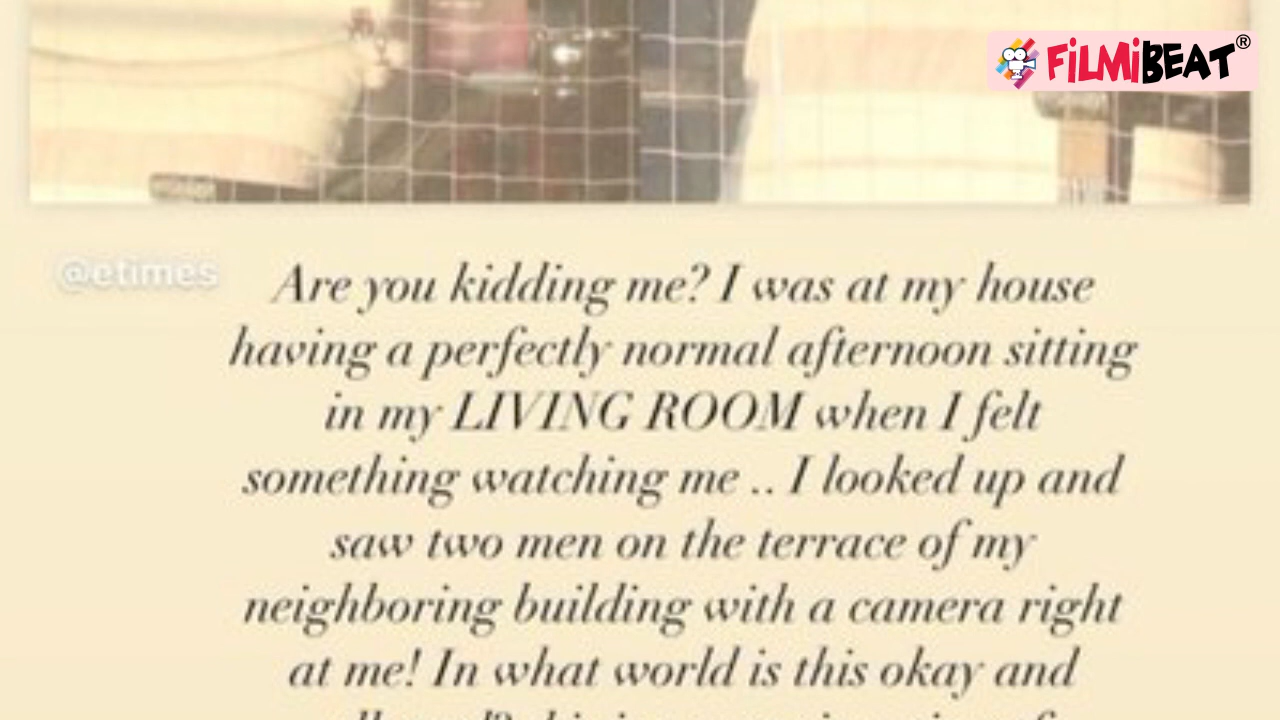 FiLMiBEAT®
@etimes
Are you kidding me? I was at my house
having a perfectly normal afternoon sitting
in my LIVING ROOM when I felt
something watching me .. I looked up and
saw two men on the terrace of my
neighboring building with a camera right
at me! In what world is this okay and